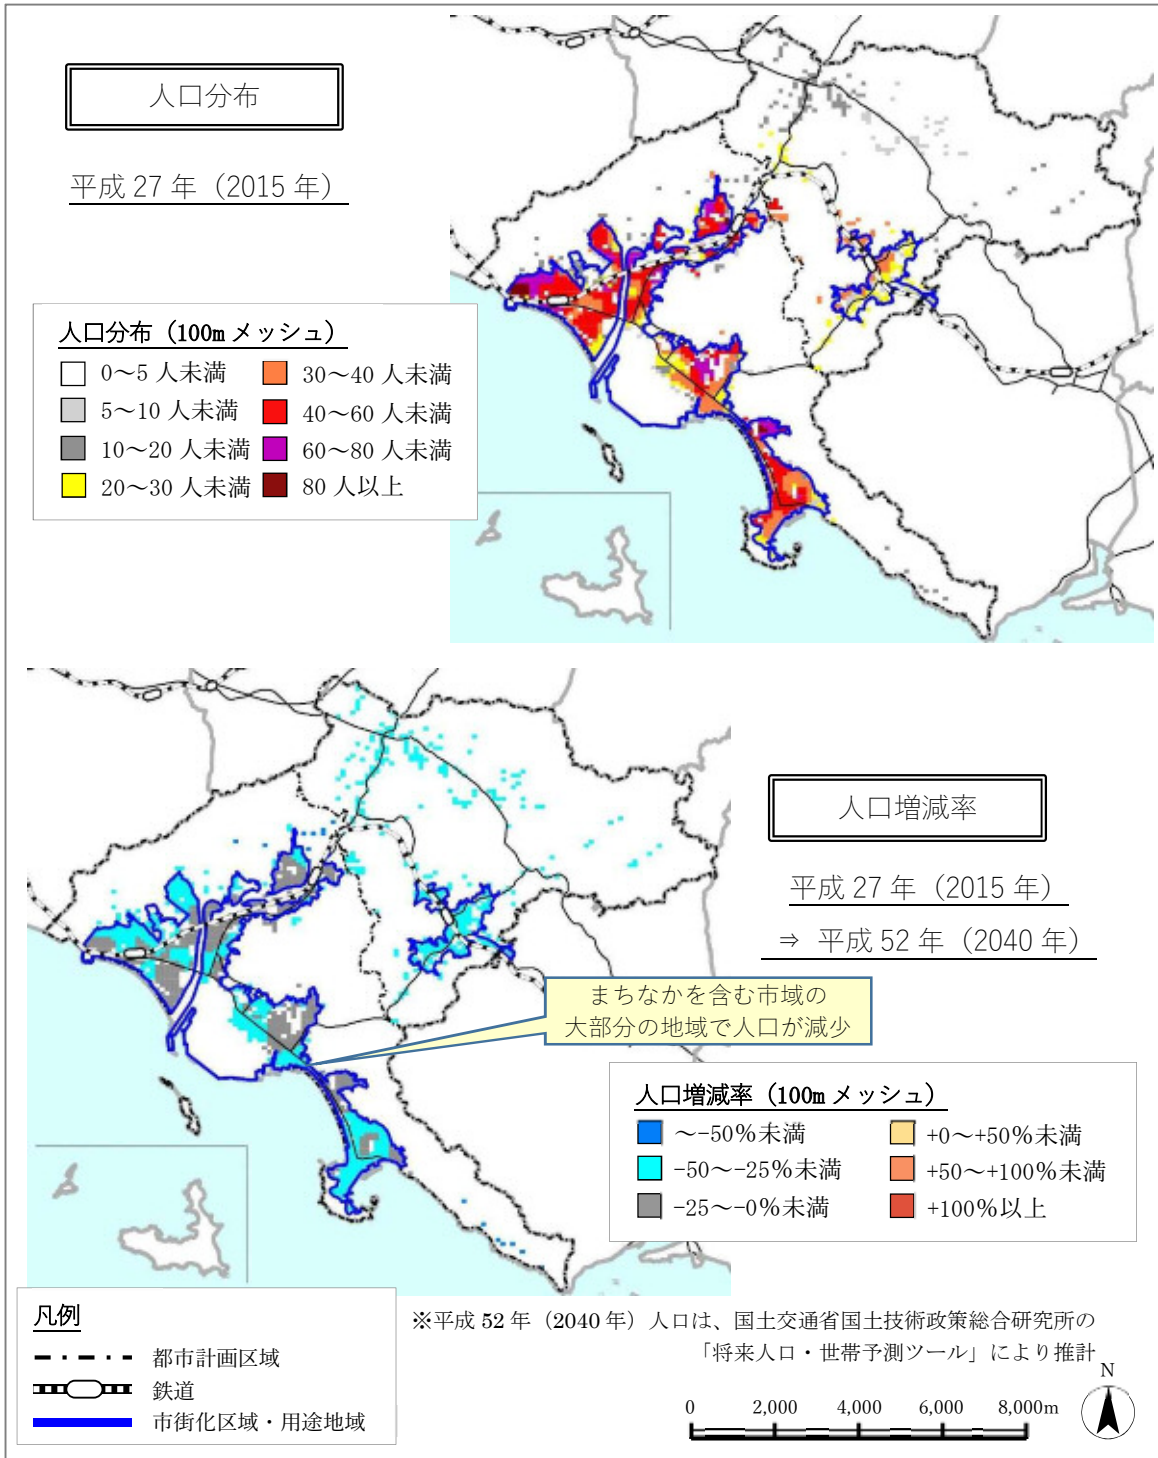 人口分布
平成 27 年（2015 年）
人口分布（100m メッシュ）
0～5 人未満
5～10 人未満
10～20 人未満
20～30 人未満
30～40 人未満
40～60 人未満
60～80 人未満
80 人以上
人口増減率
平成 27 年（2015 年）
⇒ 平成 52 年（2040 年）
まちなかを含む市域の
大部分の地域で人口が減少
人口増減率（100m メッシュ）
～-50％未満
-50～-25％未満
-25～-0％未満
+0～+50％未満
+50～+100％未満
+100％以上
凡例
都市計画区域
鉄道
市街化区域・用途地域
※平成 52 年（2040 年）人口は、国土交通省国土技術政策総合研究所の
「将来人口・世帯予測ツール」により推計
N
0 2,000 4,000 6,000 8,000m